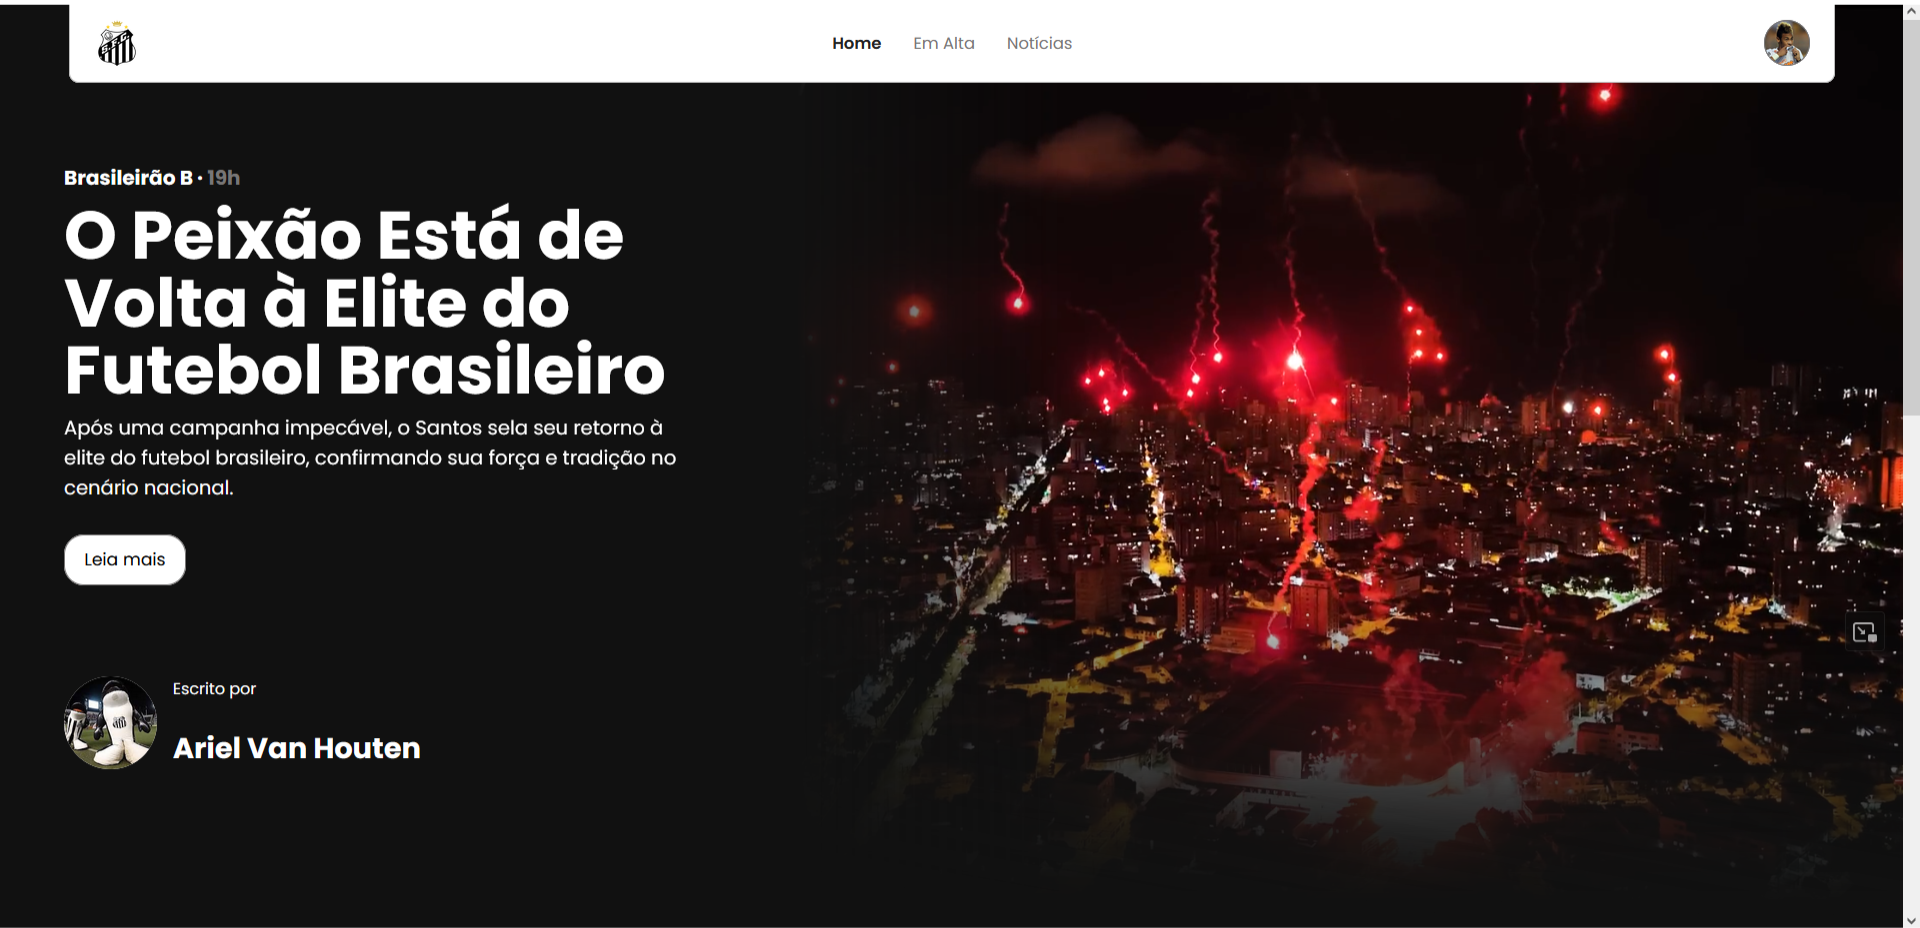 Home Em Alta Notícias
Brasileirão B · 19h
O Peixão Está de
Volta à Elite do
Futebol Brasileiro
Após uma campanha impecável, o Santos sela seu retorno à
elite do futebol brasileiro, confirmando sua força e tradição no
cenário nacional.
Leia mais
Escrito por
Ariel Van Houten